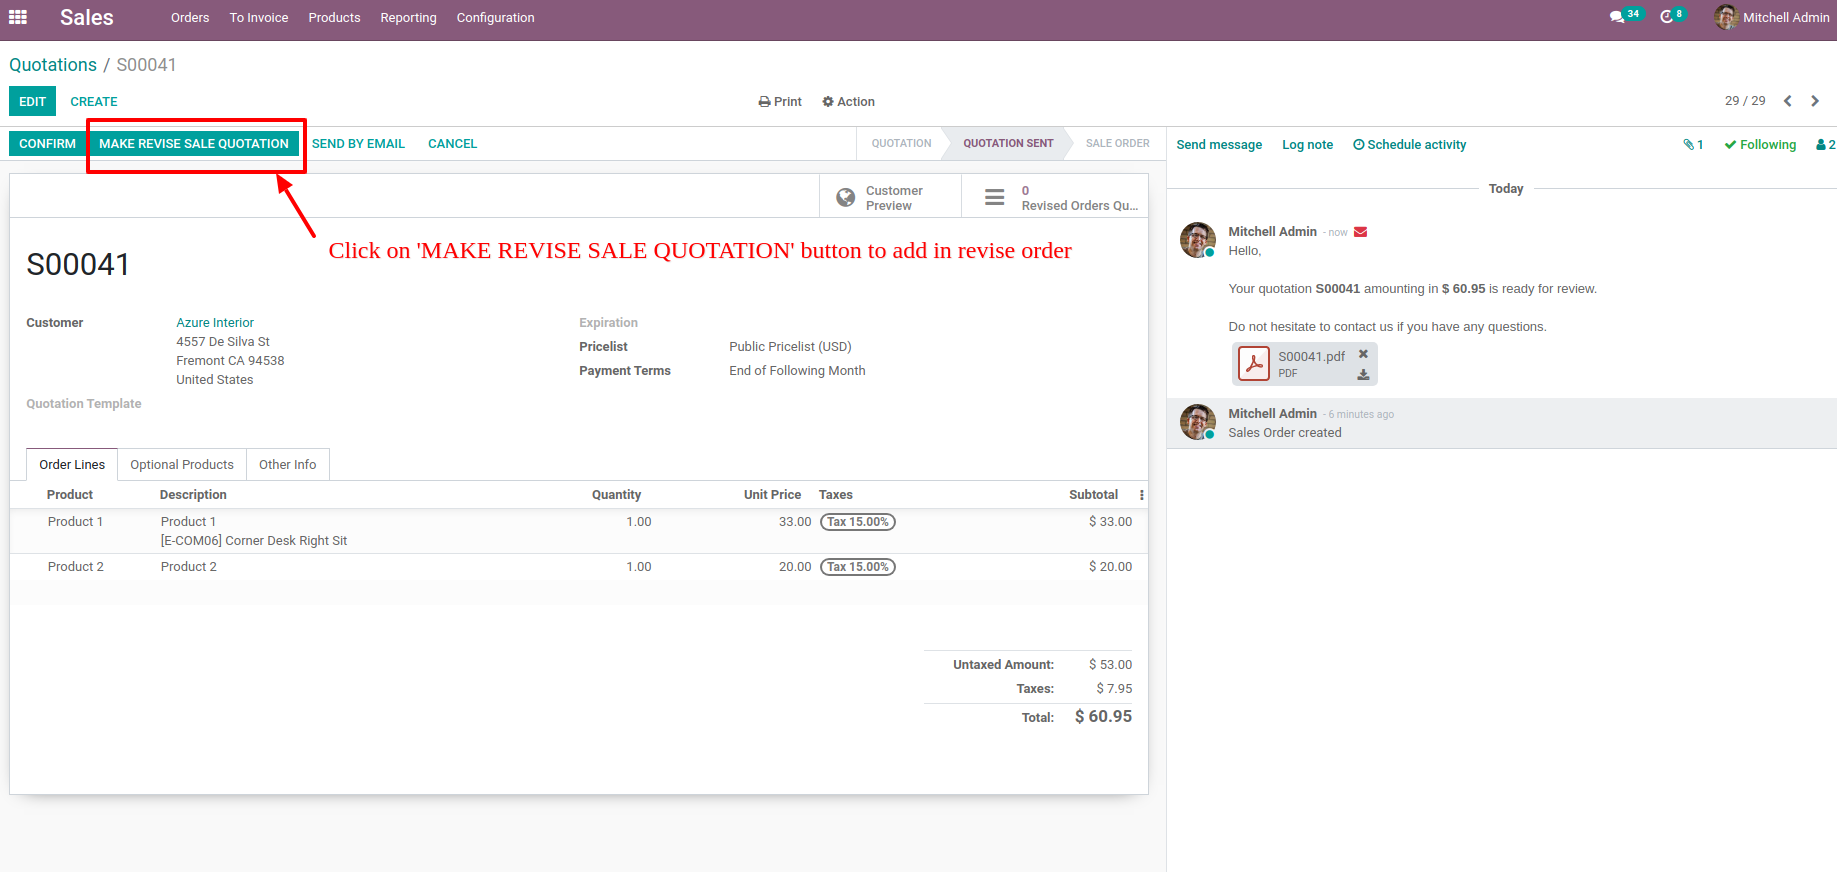 Sales Orders To Invoice Products Reporting Configuration 34 8 Mitchell Admin
Quotations / S00041
EDIT CREATE Print Action 29 / 29
CONFIRM MAKE REVISE SALE QUOTATION SEND BY EMAIL CANCEL QUOTATION QUOTATION SENT SALE ORDER
Customer Preview
0 Revised Orders Qu...
Click on 'MAKE REVISE SALE QUOTATION' button to add in revise order
S00041
Customer Azure Interior
4557 De Silva St
Fremont CA 94538
United States
Quotation Template
Expiration
Pricelist Public Pricelist (USD)
Payment Terms End of Following Month
Order Lines Optional Products Other Info
Product Description Quantity Unit Price Taxes Subtotal
Product 1 Product 1 1.00 33.00 Tax 15.00% $ 33.00
[E-COM06] Corner Desk Right Sit
Product 2 Product 2 1.00 20.00 Tax 15.00% $ 20.00
Untaxed Amount: $ 53.00
Taxes: $ 7.95
Total: $ 60.95
Send message Log note Schedule activity 1 Following 2
Today
Mitchell Admin - now
Hello,
Your quotation S00041 amounting in $ 60.95 is ready for review.
Do not hesitate to contact us if you have any questions.
S00041.pdf
PDF
Mitchell Admin - 6 minutes ago
Sales Order created